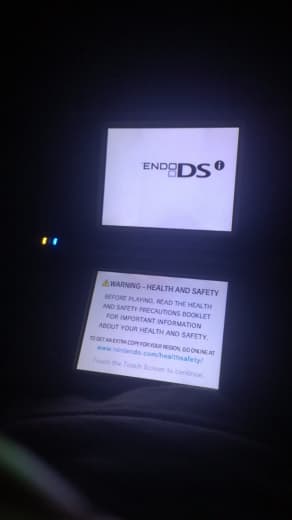 ENDO DSi
⚠WARNING - HEALTH AND SAFETY
BEFORE PLAYING, READ THE HEALTH
AND SAFETY PRECAUTIONS BOOKLET
FOR IMPORTANT INFORMATION
ABOUT YOUR HEALTH AND SAFETY.
TO GET AN EXTRA COPY FOR YOUR REGION, GO ONLINE AT
www.nintendo.com/healthsafety/
Touch the Touch Screen to continue.